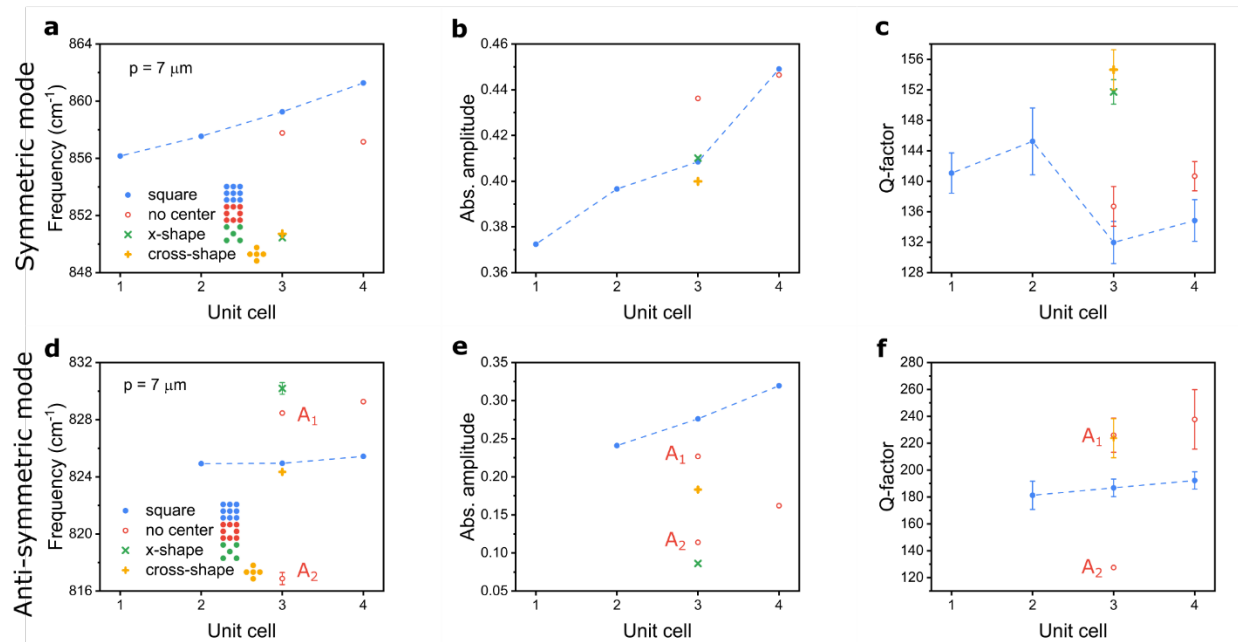 Symmetric mode
a
Frequency (cm⁻¹)
864
860
856
852
848
p = 7 μm
square
no center
x-shape
cross-shape
1 2 3 4
Unit cell
b
Abs. amplitude
0.46
0.44
0.42
0.40
0.38
0.36
1 2 3 4
Unit cell
c
Q-factor
156
152
148
144
140
136
132
128
1 2 3 4
Unit cell
Anti-symmetric mode
d
Frequency (cm⁻¹)
832
828
824
820
816
p = 7 μm
A₁
square
no center
x-shape
cross-shape
A₂
1 2 3 4
Unit cell
e
Abs. amplitude
0.35
0.30
0.25
0.20
0.15
0.10
0.05
A₁
A₂
1 2 3 4
Unit cell
f
Q-factor
280
260
240
220
200
180
160
140
120
A₁
A₂
1 2 3 4
Unit cell